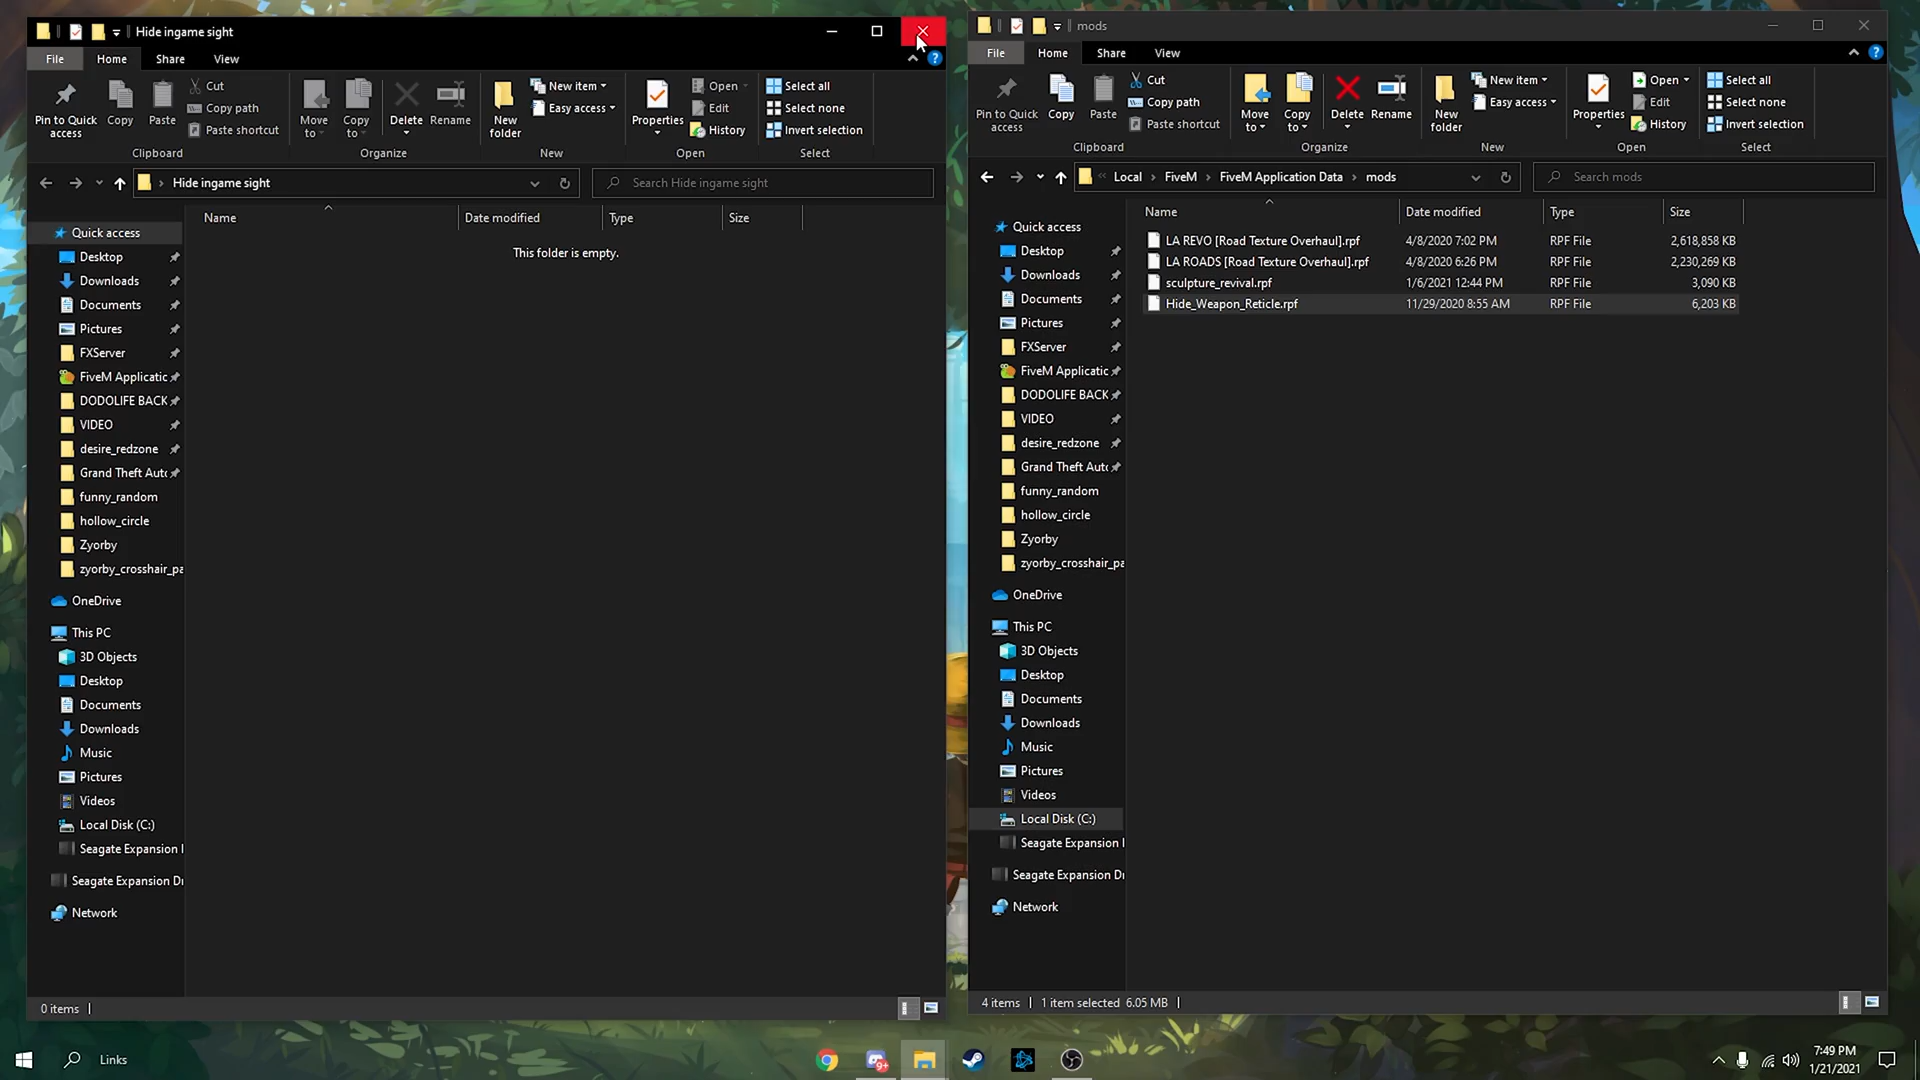 Hide ingame sight
File Home Share View
Pin to Quick access
Copy
Paste
Cut
Copy path
Paste shortcut
Clipboard
Move to
Copy to
Delete
Rename
Organize
New folder
New item
Easy access
New
Properties
Open
Edit
History
Open
Select all
Select none
Invert selection
Select
Hide ingame sight
Search Hide ingame sight
Name Date modified Type Size
This folder is empty.
Quick access
Desktop
Downloads
Documents
Pictures
FXServer
FiveM Applicatic
DODOLIFE BACK
VIDEO
desire_redzone
Grand Theft Autc
funny_random
hollow_circle
Zyorby
zyorby_crosshair_pa
OneDrive
This PC
3D Objects
Desktop
Documents
Downloads
Music
Pictures
Videos
Local Disk (C:)
Seagate Expansion
Seagate Expansion Dr
Network
0 items
mods
File Home Share View
Pin to Quick access
Copy
Paste
Cut
Copy path
Paste shortcut
Clipboard
Move to
Copy to
Delete
Rename
Organize
New folder
New item
Easy access
New
Properties
Open
Edit
History
Open
Select all
Select none
Invert selection
Select
Local FiveM FiveM Application Data mods
Search mods
Name Date modified Type Size
LA REVO [Road Texture Overhaul].rpf 4/8/2020 7:02 PM RPF File 2,618,858 KB
LA ROADS [Road Texture Overhaul].rpf 4/8/2020 6:26 PM RPF File 2,230,269 KB
sculpture_revival.rpf 1/6/2021 12:44 PM RPF File 3,090 KB
Hide_Weapon_Reticle.rpf 11/29/2020 8:55 AM RPF File 6,203 KB
Quick access
Desktop
Downloads
Documents
Pictures
FXServer
FiveM Applicatic
DODOLIFE BACK
VIDEO
desire_redzone
Grand Theft Autc
funny_random
hollow_circle
Zyorby
zyorby_crosshair_pa
OneDrive
This PC
3D Objects
Desktop
Documents
Downloads
Music
Pictures
Videos
Local Disk (C:)
Seagate Expansion
Seagate Expansion Dr
Network
4 items 1 item selected 6.05 MB
Links
9+
7:49 PM
1/21/2021